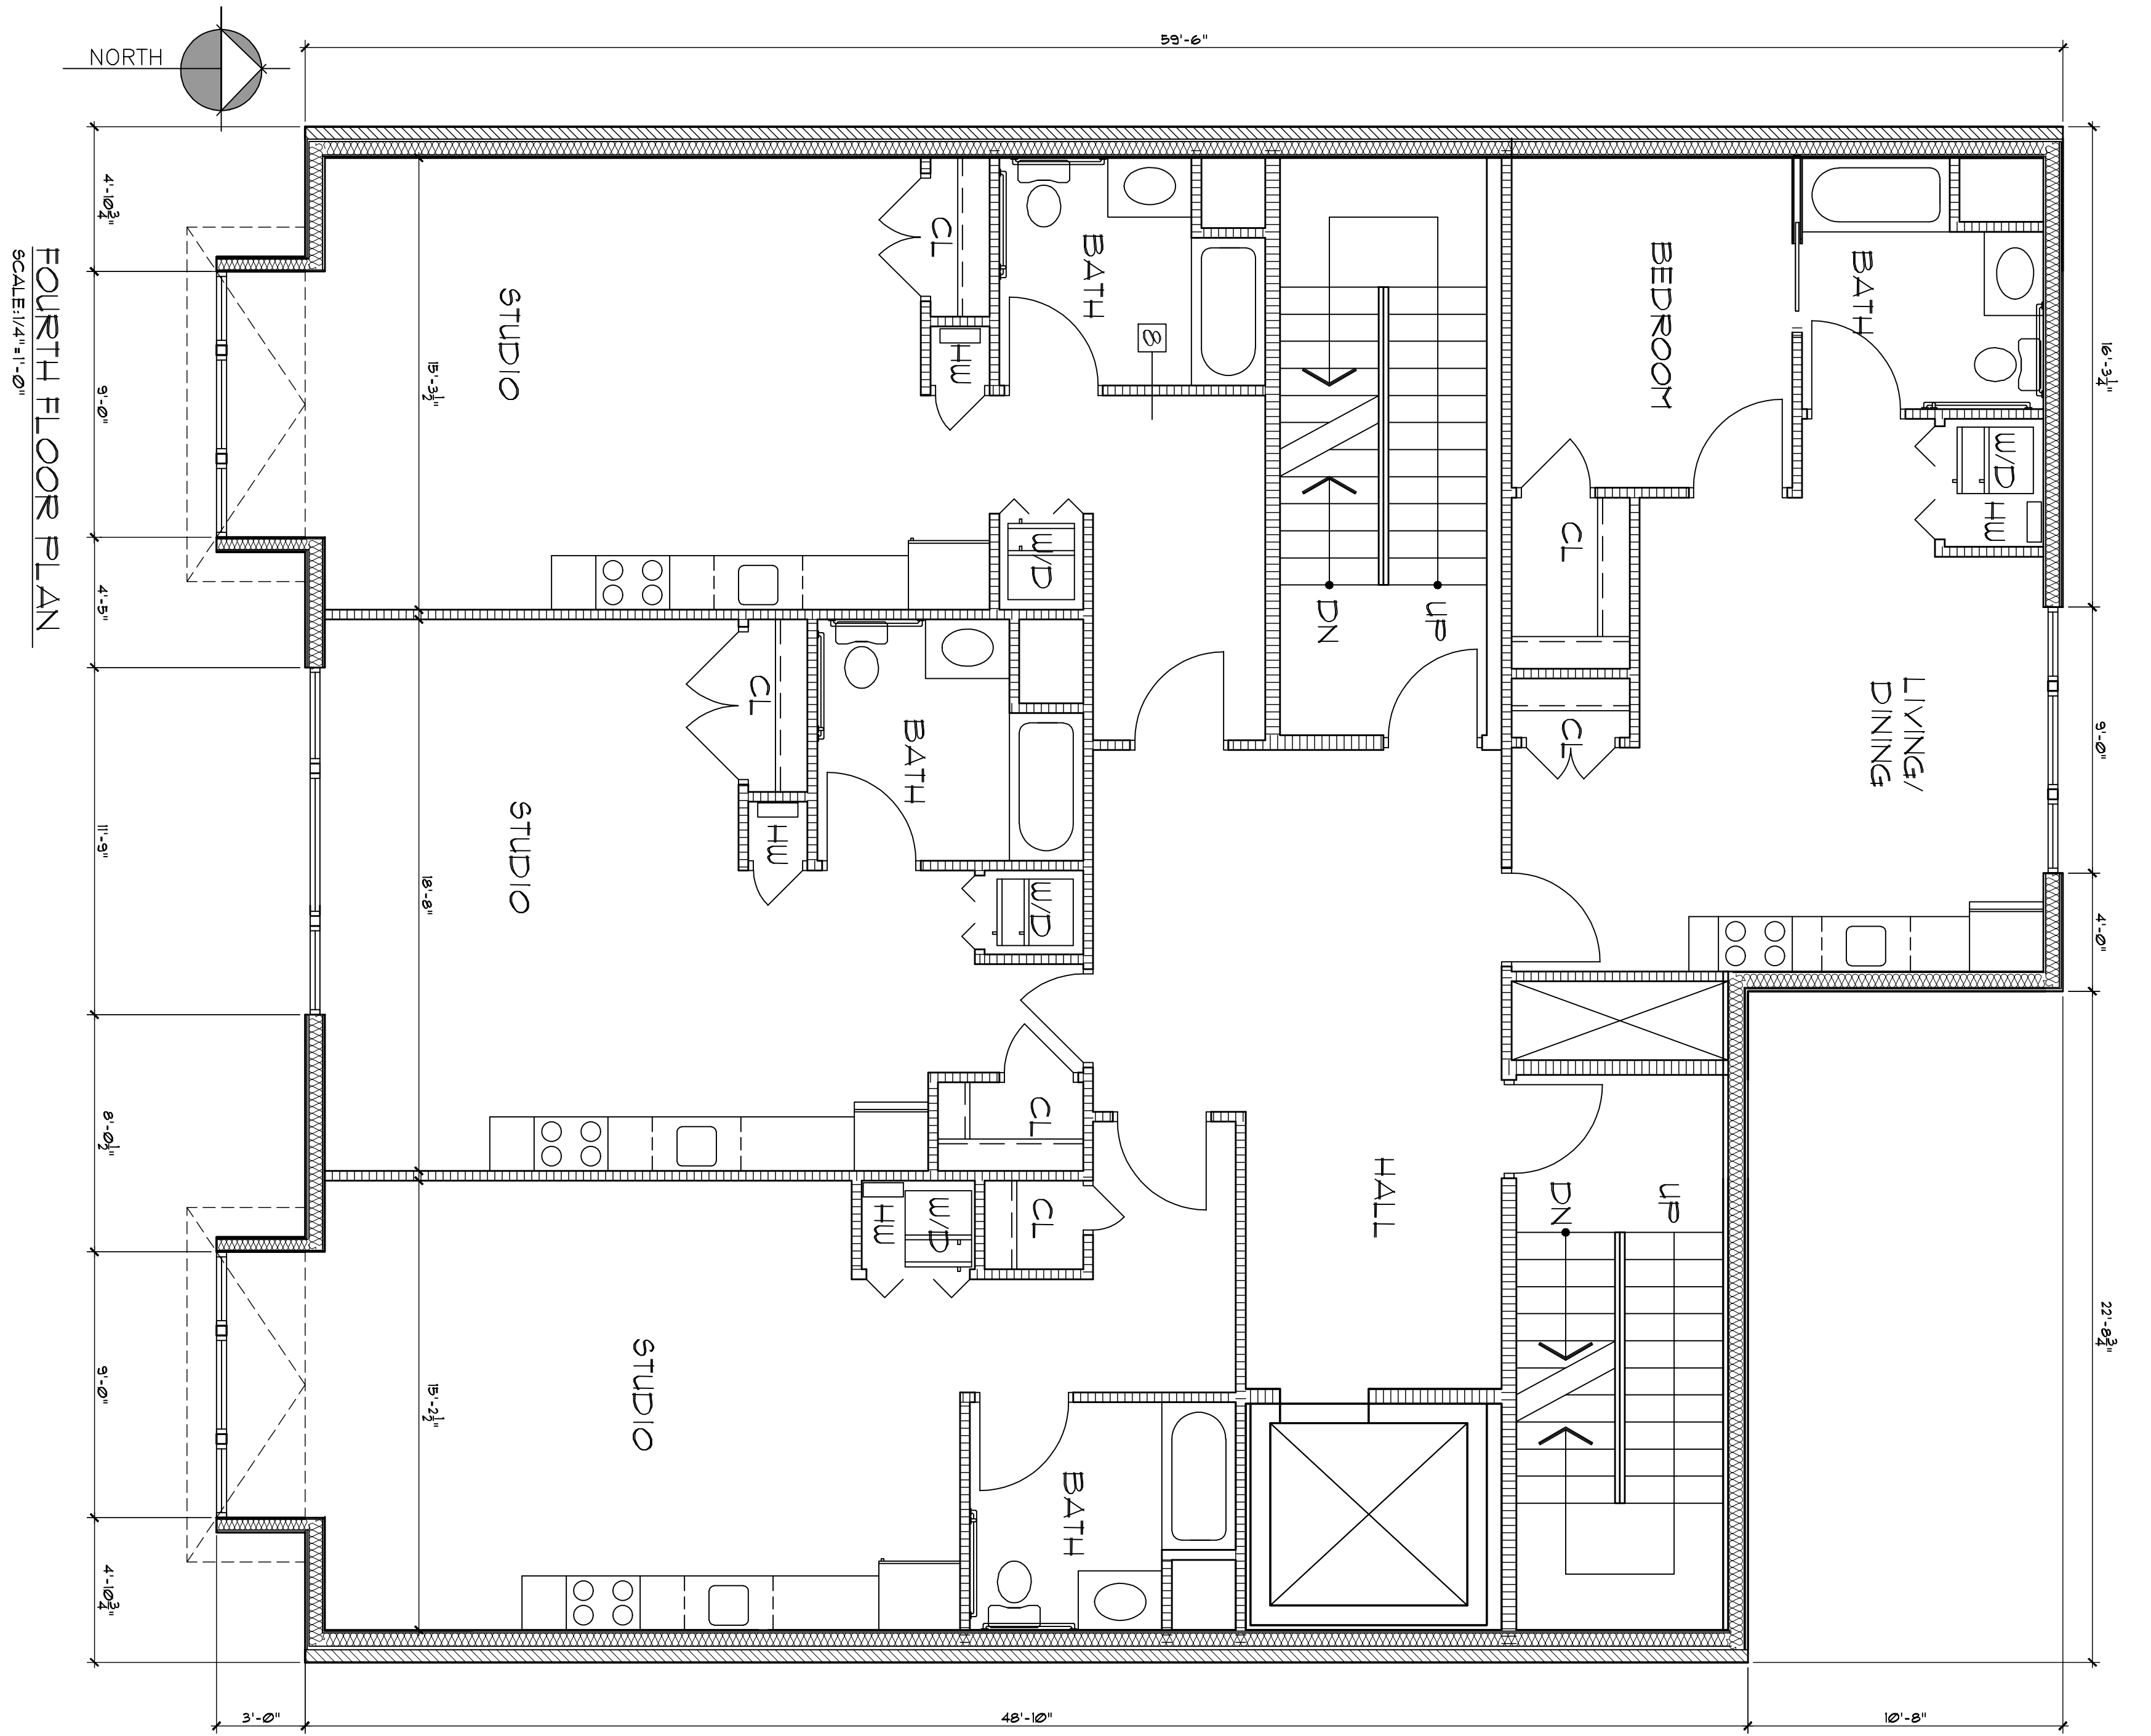 NORTH
59'-6"
FOURTH FLOOR PLAN
SCALE:1/4"=1'-0"
4'-10 3/4"
9'-0"
4'-5"
11'-9"
8'-0 1/2"
9'-0"
4'-10 3/4"
3'-0"
48'-10"
10'-8"
16'-3 1/4"
9'-0"
4'-0"
22'-8 3/4"
15'-3 1/2"
18'-8"
15'-2 1/2"
STUDIO
CL
HW
BATH
8
W/D
STUDIO
CL
HW
BATH
W/D
CL
STUDIO
HW
W/D
CL
BATH
DN
UP
BEDROOM
BATH
W/D
HW
CL
CL
LIVING/
DINING
HALL
DN
UP